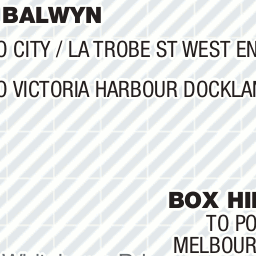 BALWYN
O CITY / LA TROBE ST WEST EN
O VICTORIA HARBOUR DOCKLAN
BOX HIL
TO PO
MELBOUR